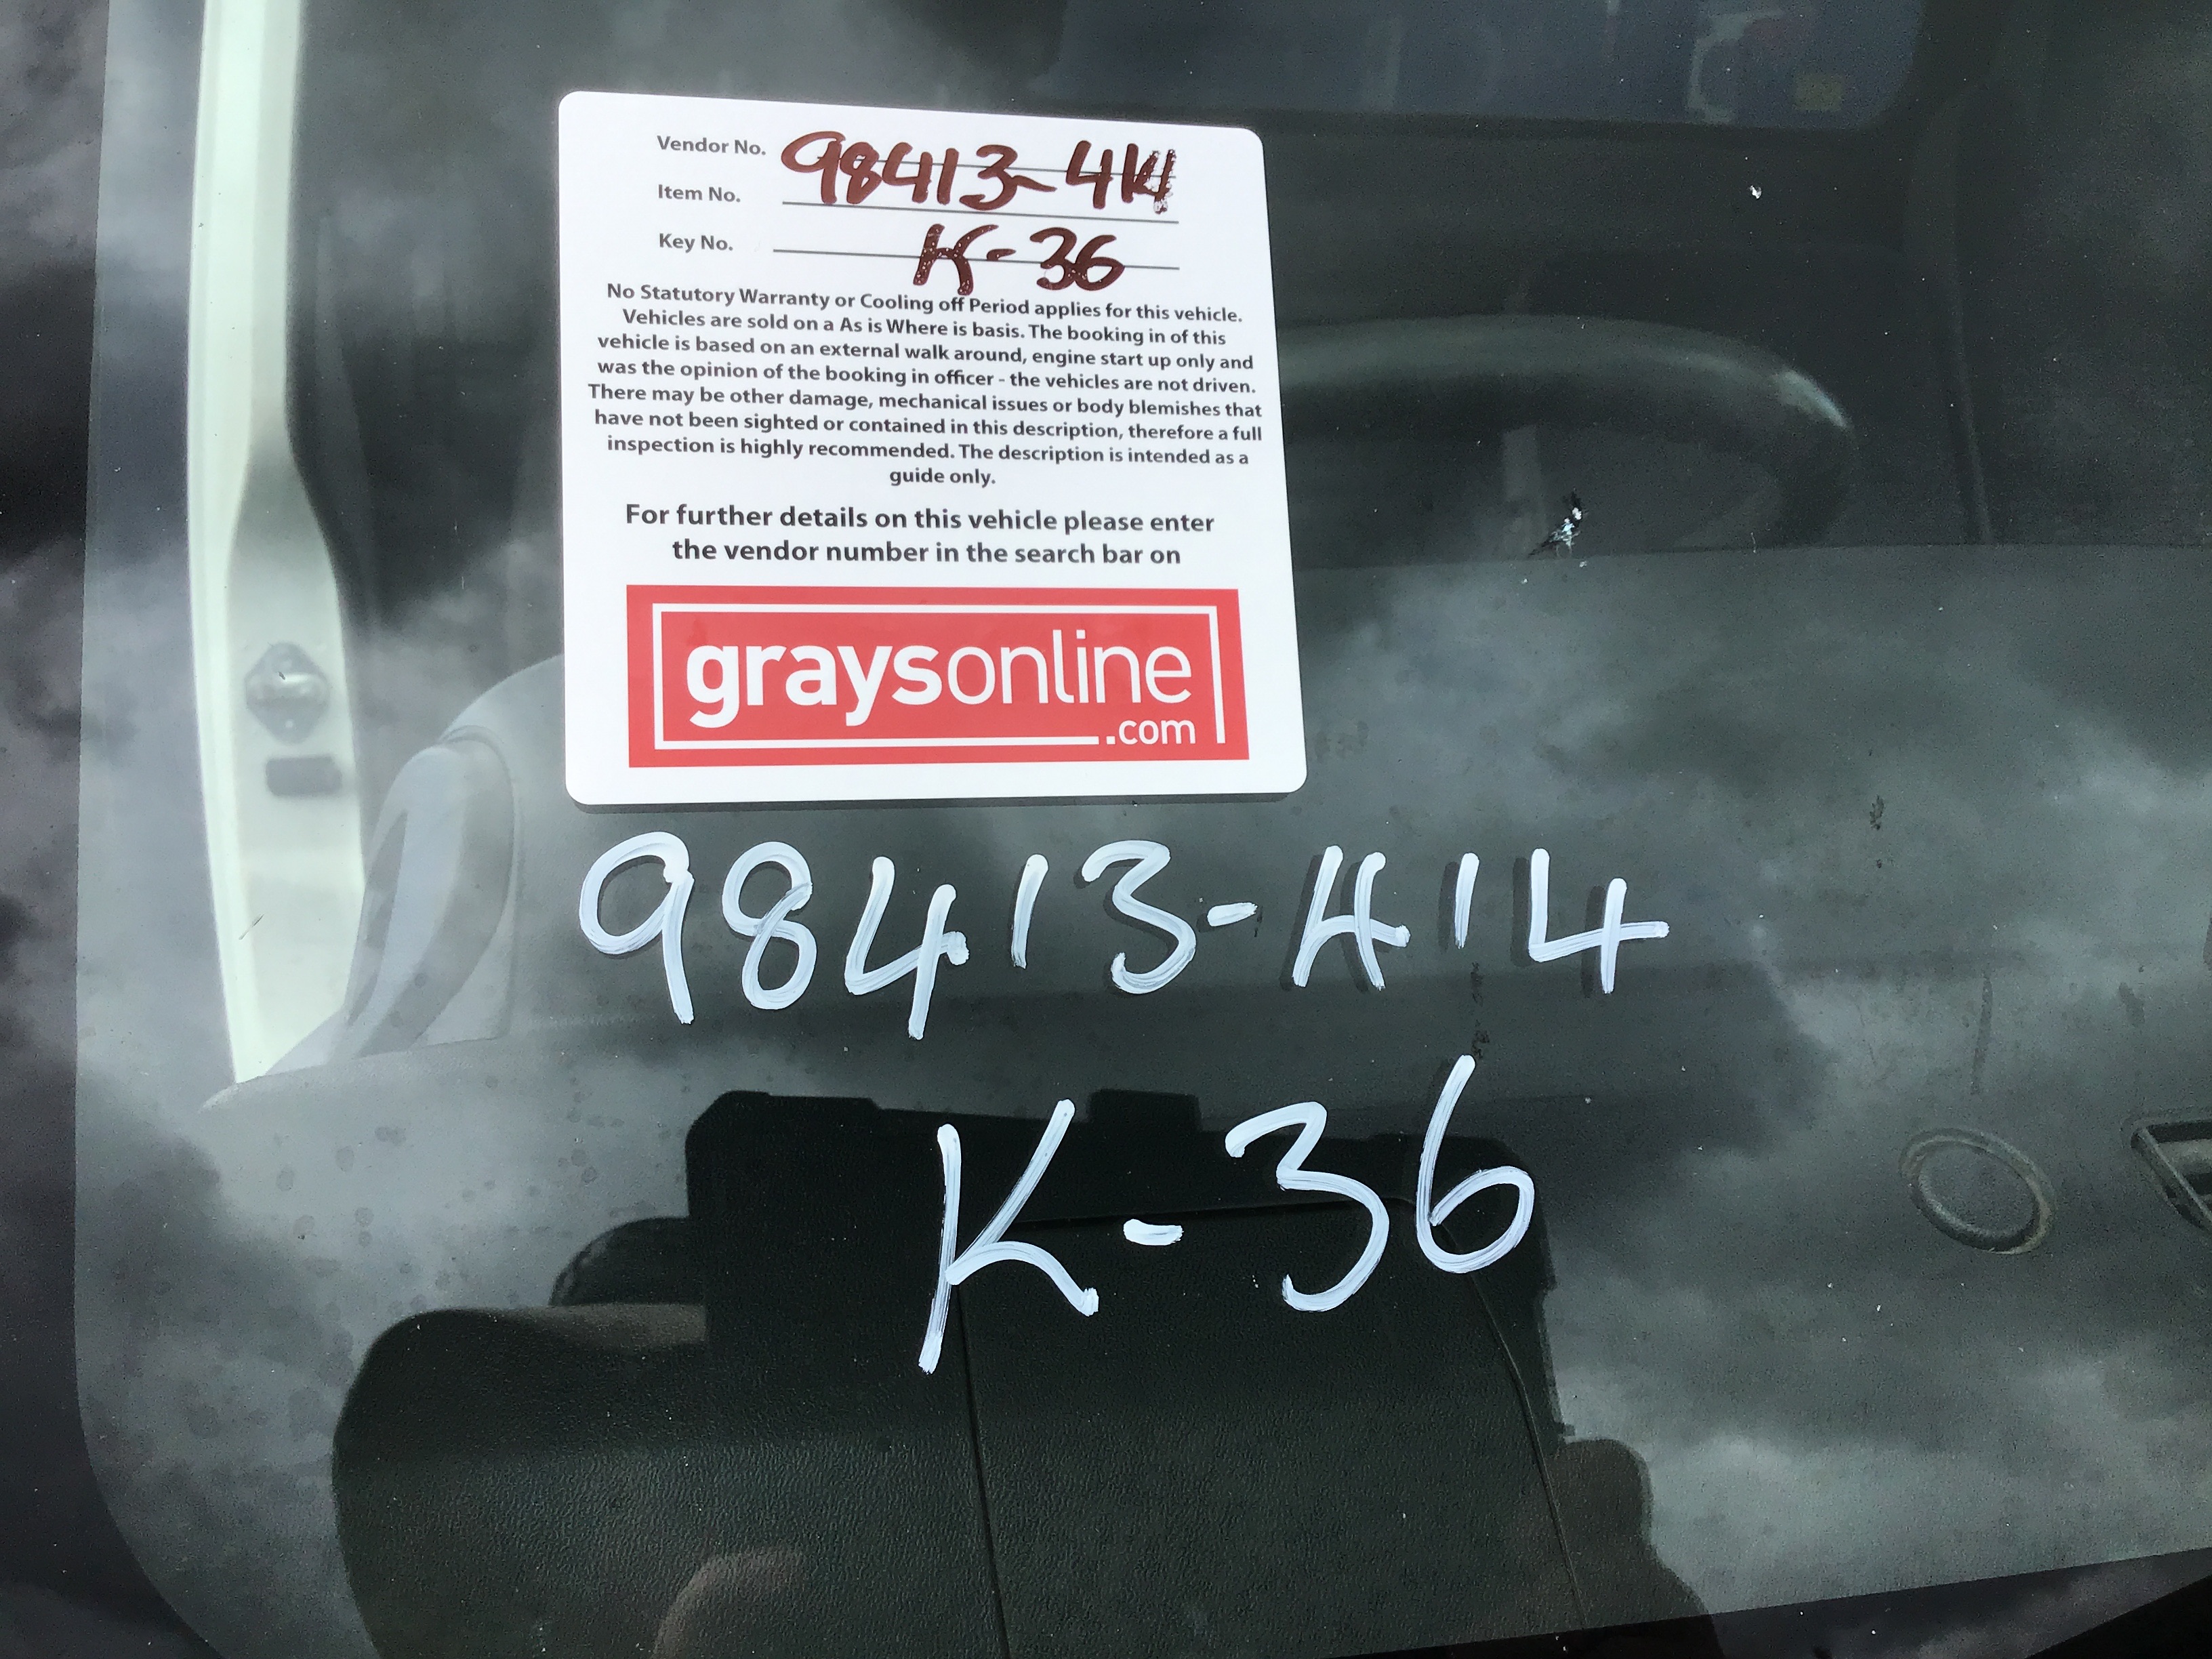 Vendor No. 98413-414
Item No.
Key No. K-36
No Statutory Warranty or Cooling off Period applies for this vehicle.
Vehicles are sold on a As is Where is basis. The booking in of this
vehicle is based on an external walk around, engine start up only and
was the opinion of the booking in officer - the vehicles are not driven.
There may be other damage, mechanical issues or body blemishes that
have not been sighted or contained in this description, therefore a full
inspection is highly recommended. The description is intended as a
guide only.
For further details on this vehicle please enter
the vendor number in the search bar on
graysonline
.com
98413-414
K-36